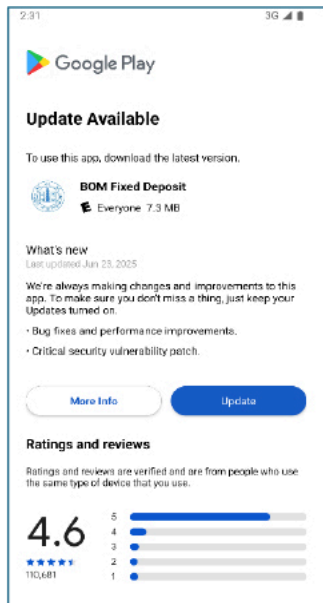 2:31 3G
Google Play
Update Available
To use this app, download the latest version.
BOM Fixed Deposit
E Everyone 7.3 MB
What's new
Last updated Jun 23, 2025
We're always making changes and improvements to this
app. To make sure you don't miss a thing, just keep your
Updates turned on.
• Bug fixes and performance improvements.
• Critical security vulnerability patch.
More Info Update
Ratings and reviews
Ratings and reviews are verified and are from people who use
the same type of device that you use.
4.6
5
4
3
2
1
110,681